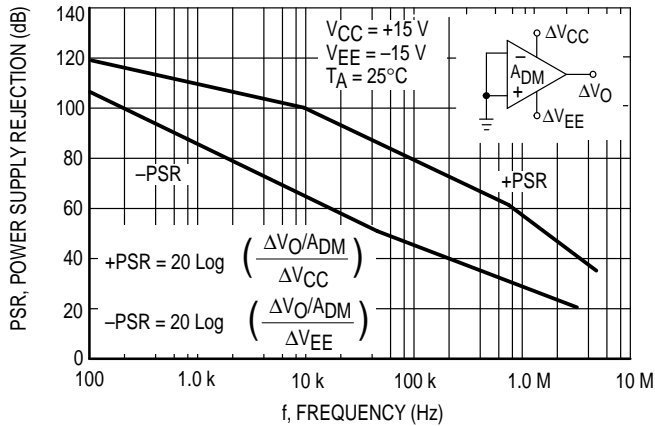 PSR, POWER SUPPLY REJECTION (dB)
140
120
100
80
60
40
20
0
VCC = +15 V
VEE = –15 V
TA = 25°C
ΔVCC
–
ADM
+
ΔVO
ΔVEE
–PSR
+PSR
+PSR = 20 Log (ΔVO/ADM / ΔVCC)
–PSR = 20 Log (ΔVO/ADM / ΔVEE)
100
1.0 k
10 k
100 k
1.0 M
10 M
f, FREQUENCY (Hz)